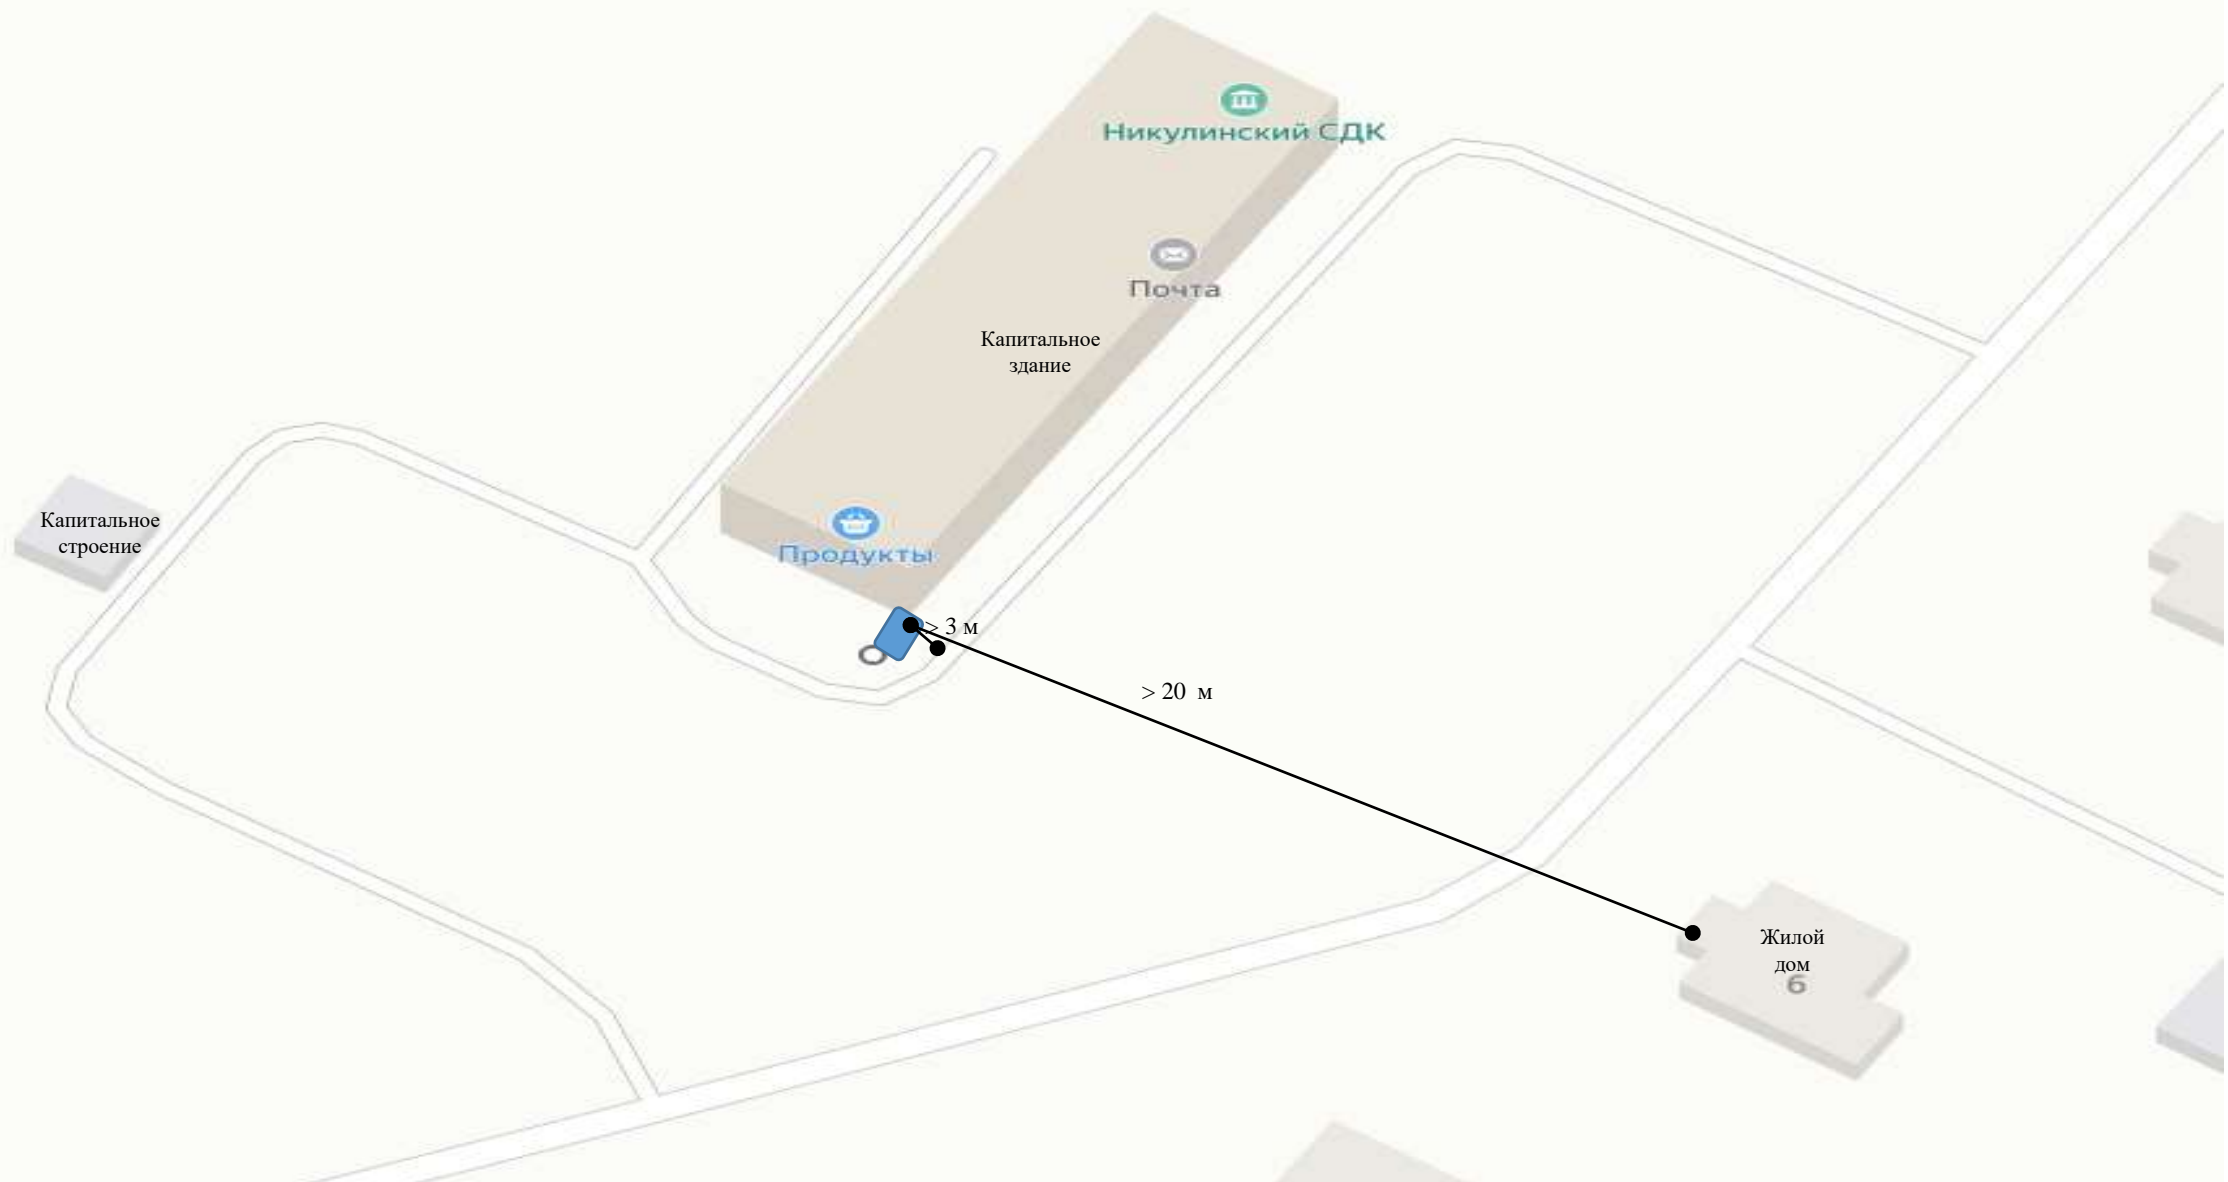 Никулинский СДК
Почта
Капитальное
здание
Капитальное
строение
Продукты
> 3 м
> 20 м
Жилой
дом
6